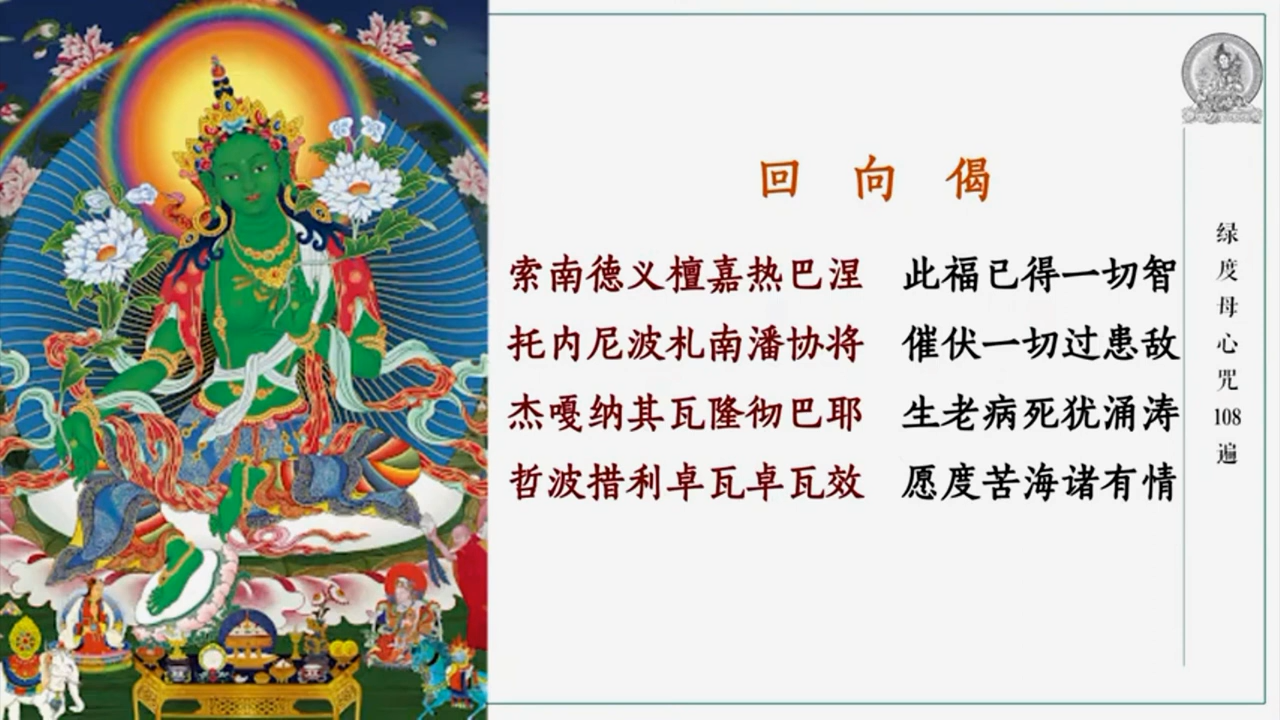 回向偈
索南德义檀嘉热巴涅 此福已得一切智
托内尼波札南潘协将 催伏一切过患敌
杰嘎纳其瓦隆彻巴耶 生老病死犹涌涛
哲波措利卓瓦卓瓦效 愿度苦海诸有情
绿度母心咒108遍